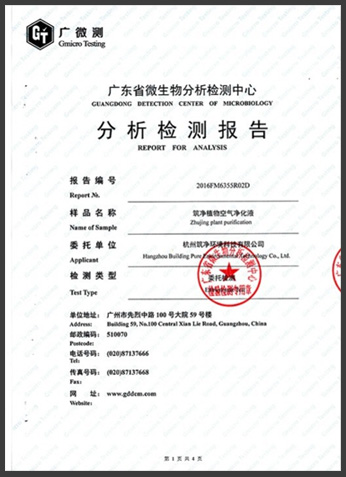 广微测
Gmicro Testing
广东省微生物分析检测中心
GUANGDONG DETECTION CENTER OF MICROBIOLOGY
分析检测报告
REPORT FOR ANALYSIS
报告编号 2016FM6355R02D
Report No.
样品名称 筑净植物空气净化液
Name of Sample Zhujing plant purification
委托单位 杭州筑净环境科技有限公司
Applicant Hangzhou Building Pure Environmental Technology Co., Ltd
检测类型 委托检测
Test Type
单位地址: 广州市先烈中路 100 号大院 59 号楼
Address: Building 59, No.100 Central Xian Lie Road, Guangzhou, China
邮政编码: 510070
Postcode:
电话号码: (020)87137666
Tel:
传真号码: (020)87137668
Fax:
网 址: www.gddcm.com
Website:
第 1 页 共 4 页